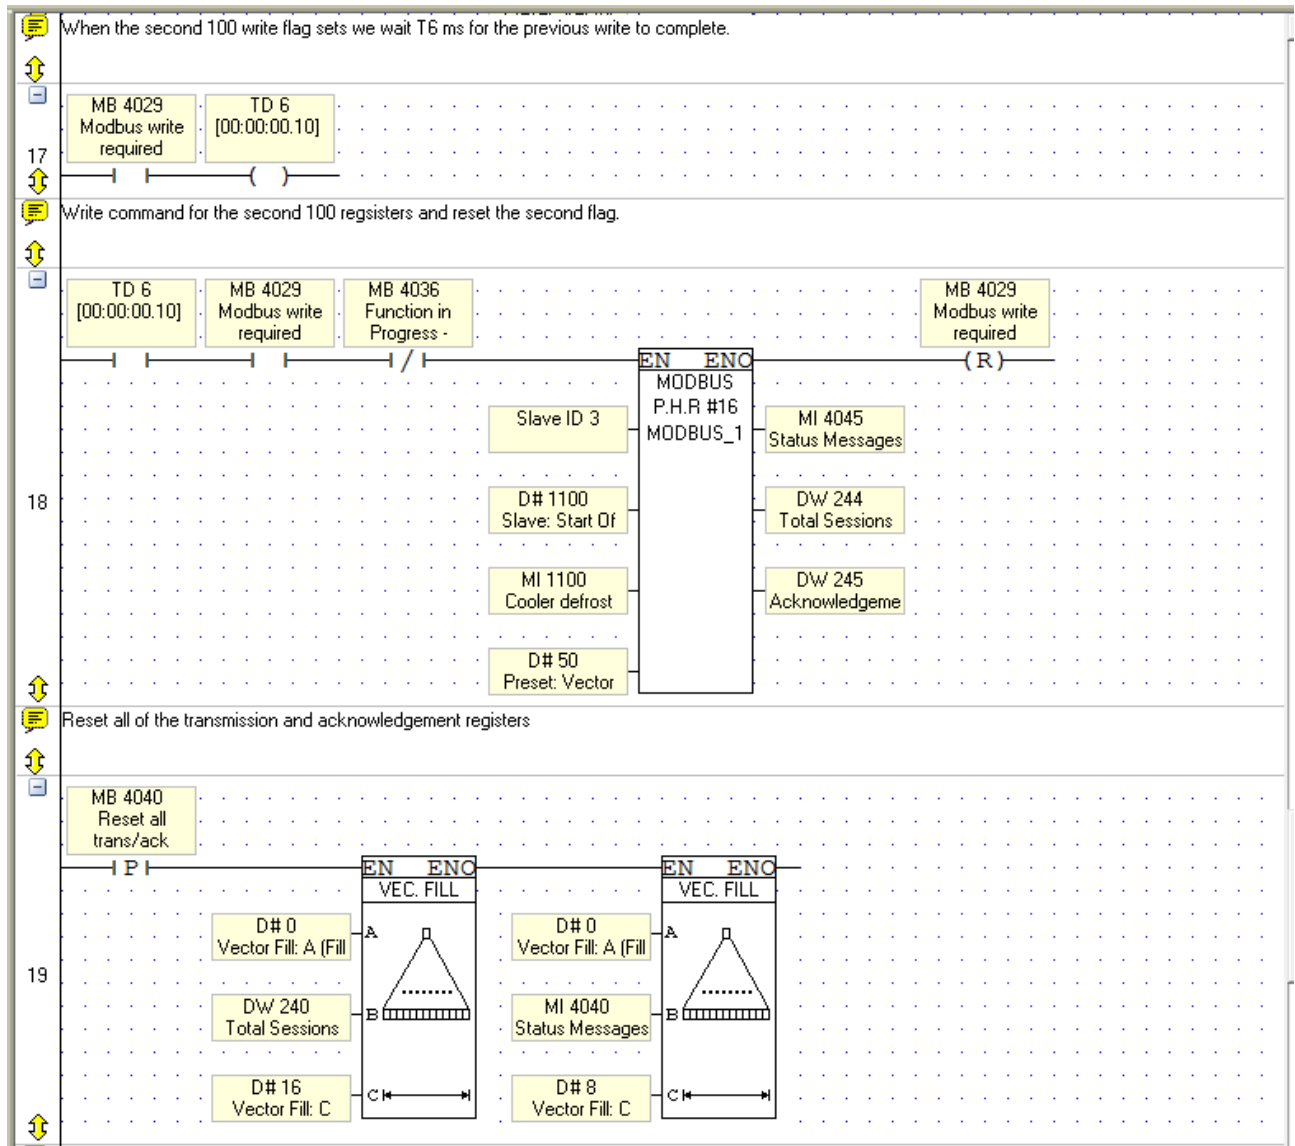 When the second 100 write flag sets we wait T6 ms for the previous write to complete.
MB 4029
Modbus write
required
TD 6
[00:00:00.10]
17
Write command for the second 100 regsisters and reset the second flag.
TD 6
[00:00:00.10]
MB 4029
Modbus write
required
MB 4036
Function in
Progress -
MB 4029
Modbus write
required
EN ENO
(R)
MODBUS
P.H.R #16
MODBUS_1
Slave ID 3
MI 4045
Status Messages
18
D# 1100
Slave: Start Of
DW 244
Total Sessions
MI 1100
Cooler defrost
DW 245
Acknowledgeme
D# 50
Preset: Vector
Reset all of the transmission and acknowledgement registers
MB 4040
Reset all
trans/ack
P
EN ENO
VEC. FILL
EN ENO
VEC. FILL
D# 0
Vector Fill: A (Fill
A
D# 0
Vector Fill: A (Fill
A
19
DW 240
Total Sessions
B
MI 4040
Status Messages
B
D# 16
Vector Fill: C
C
D# 8
Vector Fill: C
C